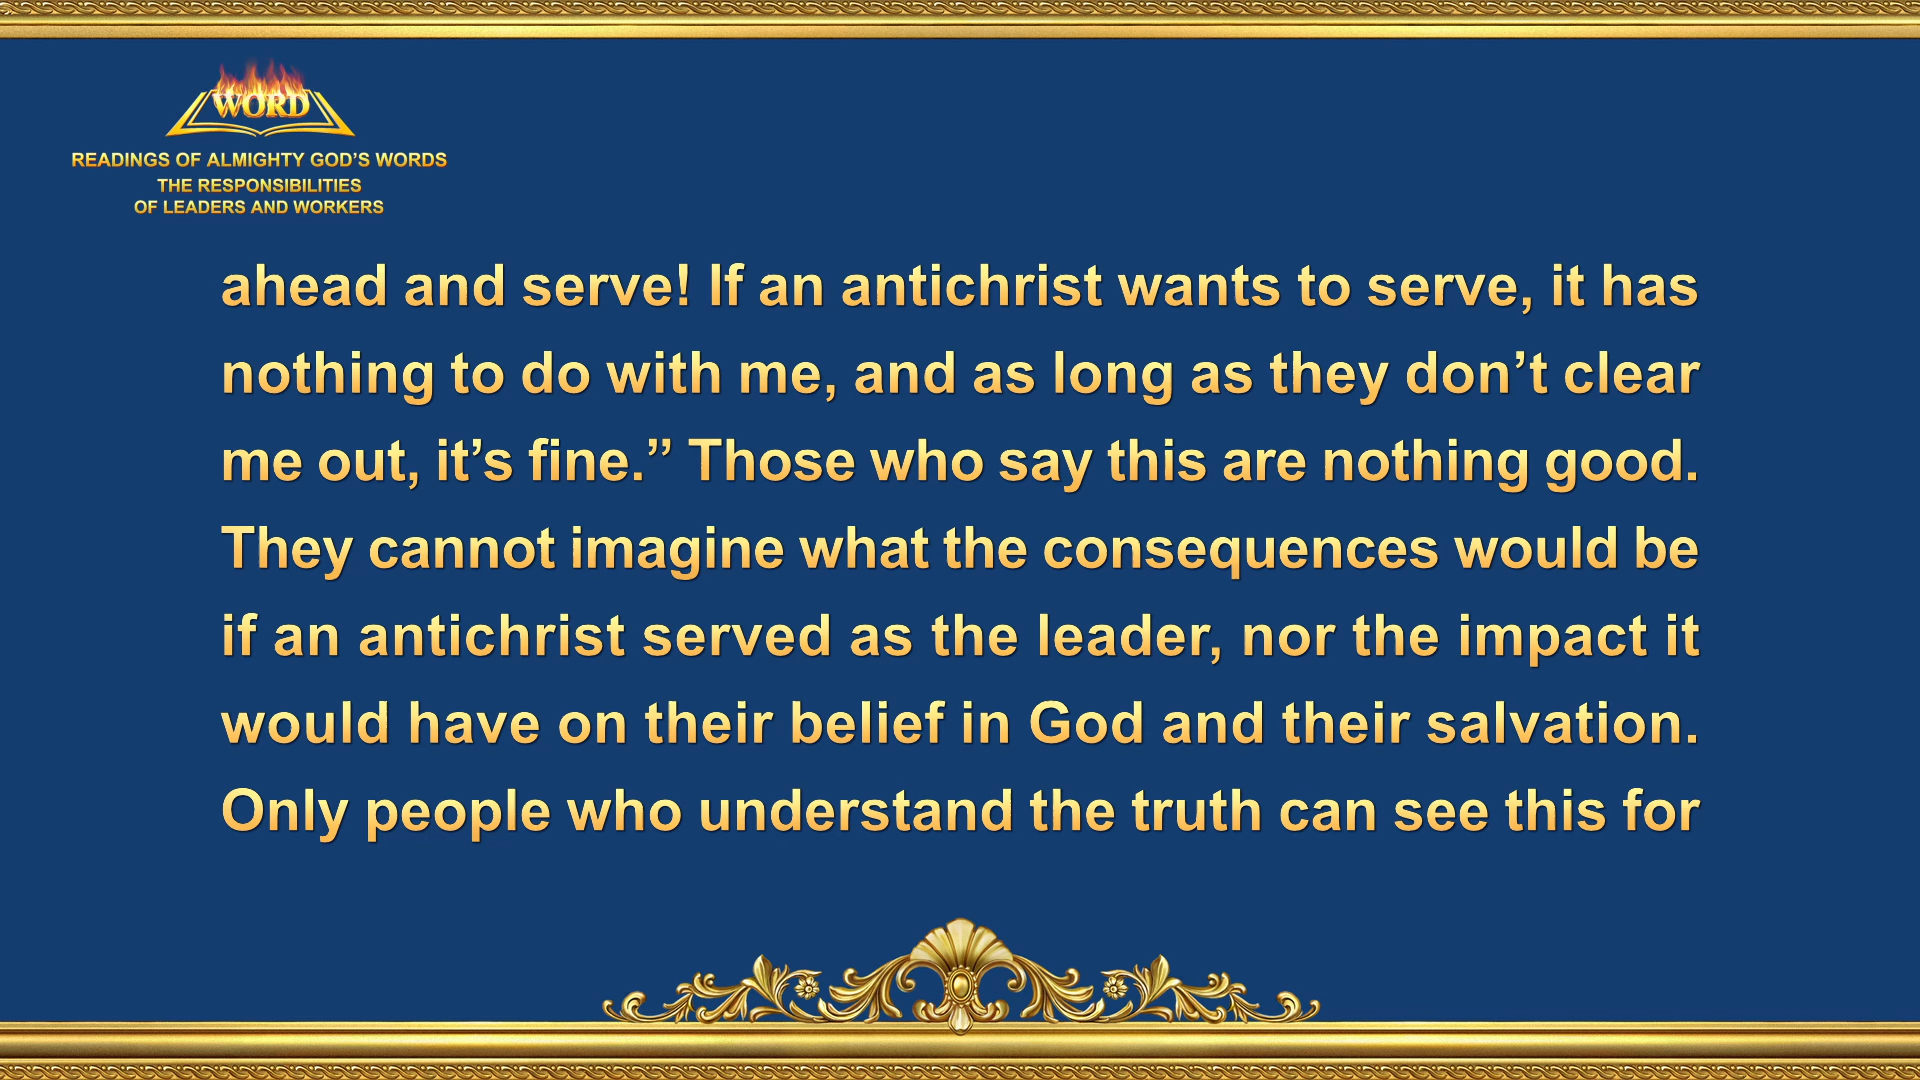 WORD
READINGS OF ALMIGHTY GOD’S WORDS
THE RESPONSIBILITIES
OF LEADERS AND WORKERS
ahead and serve! If an antichrist wants to serve, it has
nothing to do with me, and as long as they don’t clear
me out, it’s fine.” Those who say this are nothing good.
They cannot imagine what the consequences would be
if an antichrist served as the leader, nor the impact it
would have on their belief in God and their salvation.
Only people who understand the truth can see this for